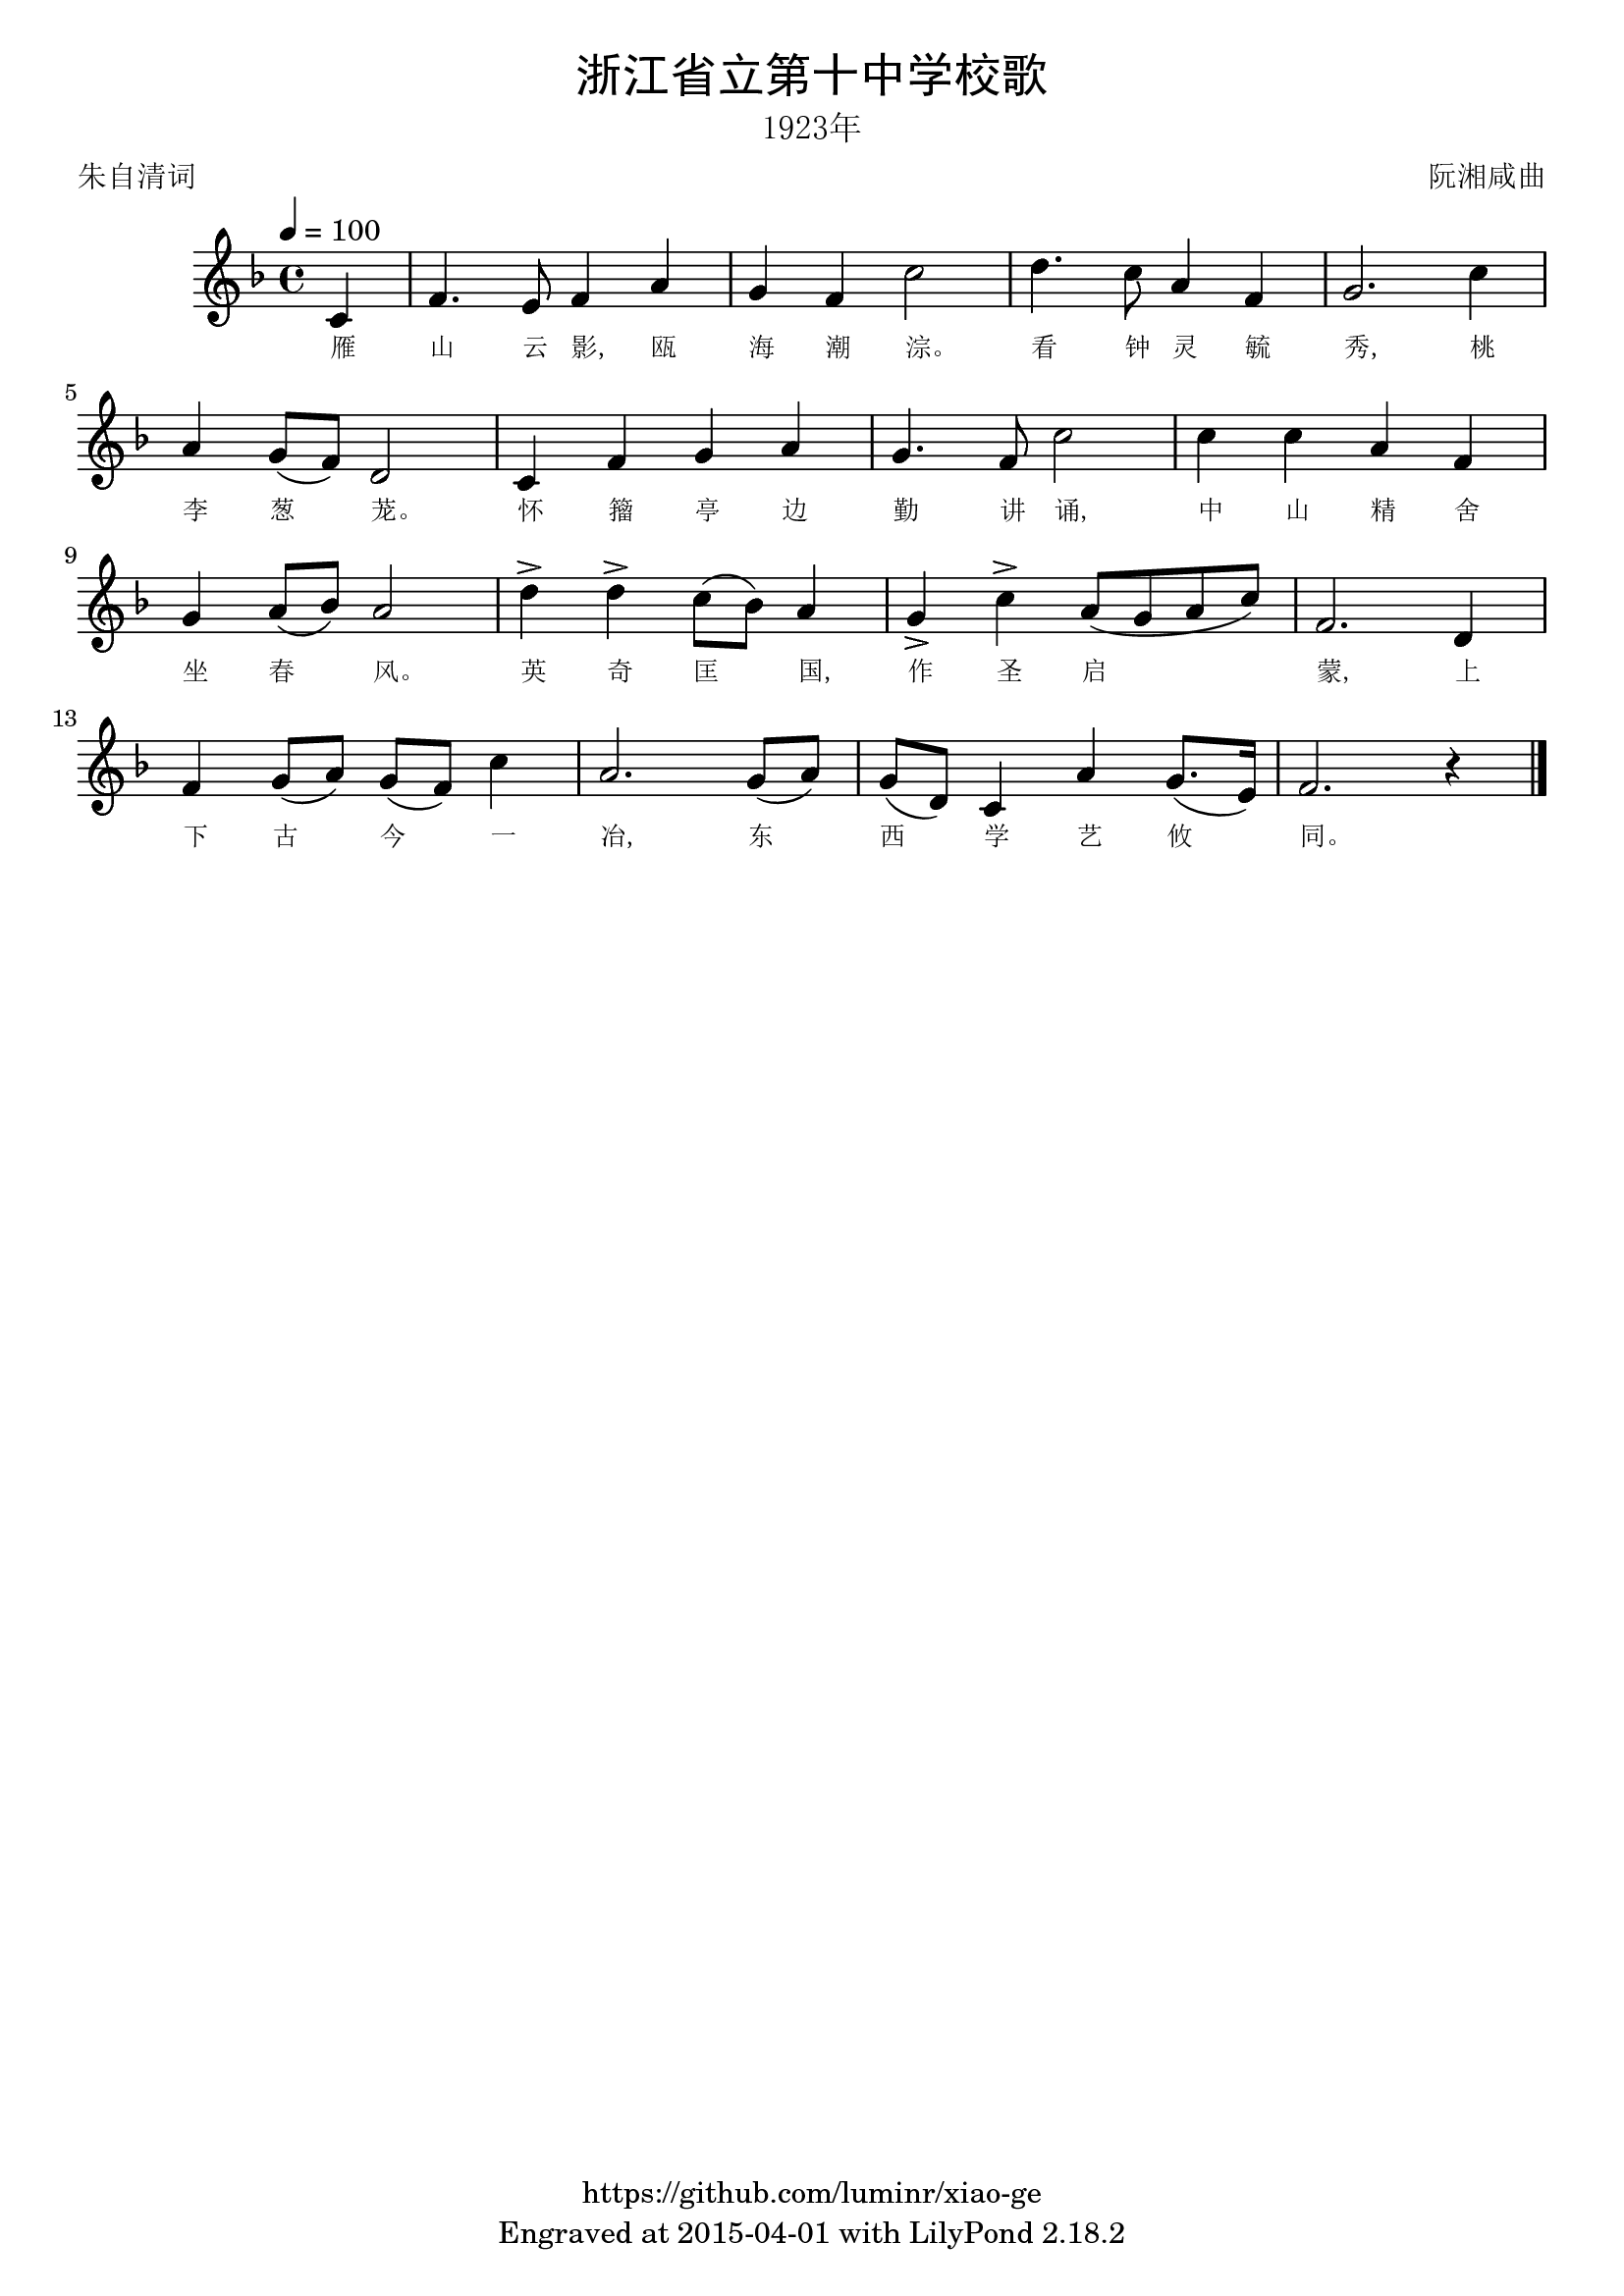 浙江省立第十中学校歌
1923年
朱自清词 阮湘咸曲
= 100
雁 山 云 影, 瓯 海 潮 淙。 看 钟 灵 毓 秀, 桃
5
李 葱 茏。 怀 籀 亭 边 勤 讲 诵, 中 山 精 舍
9
坐 春 风。 英 奇 匡 国, 作 圣 启 蒙, 上
13
下 古 今 一 冶, 东 西 学 艺 攸 同。
https://github.com/luminr/xiao-ge
Engraved at 2015-04-01 with LilyPond 2.18.2